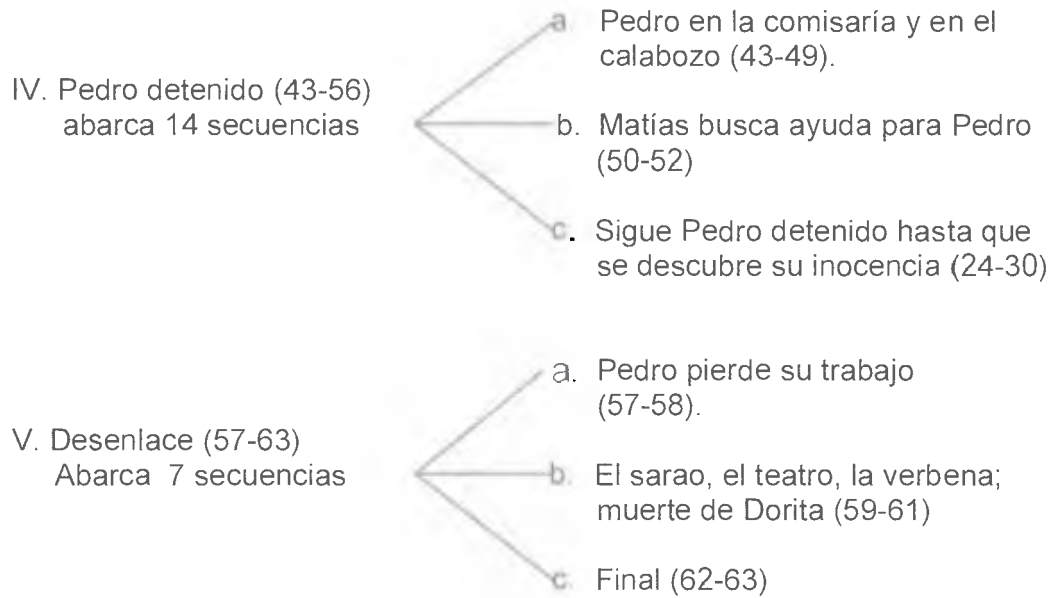 IV. Pedro detenido (43-56)
abarca 14 secuencias
a. Pedro en la comisaría y en el
calabozo (43-49).
b. Matías busca ayuda para Pedro
(50-52)
c. Sigue Pedro detenido hasta que
se descubre su inocencia (24-30)
V. Desenlace (57-63)
Abarca 7 secuencias
a. Pedro pierde su trabajo
(57-58).
b. El sarao, el teatro, la verbena;
muerte de Dorita (59-61)
c. Final (62-63)